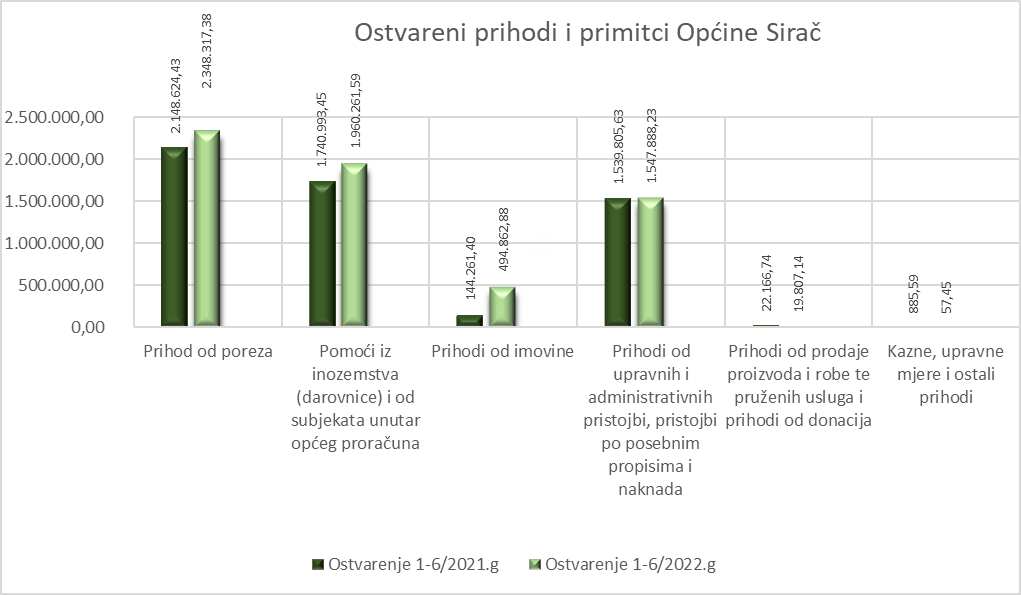 Ostvareni prihodi i primitci Općine Sirač
2.148.624,43
2.348.317,38
1.740.993,45
1.960.261,59
144.261,40
494.862,88
1.539.805,63
1.547.888,23
22.166,74
19.807,14
885,59
57,45
2.500.000,00
2.000.000,00
1.500.000,00
1.000.000,00
500.000,00
0,00
Prihod od poreza
Pomoći iz
inozemstva
(darovnice) i od
subjekata unutar
općeg proračuna
Prihodi od imovine
Prihodi od
upravnih i
administrativnih
pristojbi, pristojbi
po posebnim
propisima i
naknada
Prihodi od prodaje
proizvoda i robe te
pruženih usluga i
prihodi od donacija
Kazne, upravne
mjere i ostali
prihodi
Ostvarenje 1-6/2021.g
Ostvarenje 1-6/2022.g